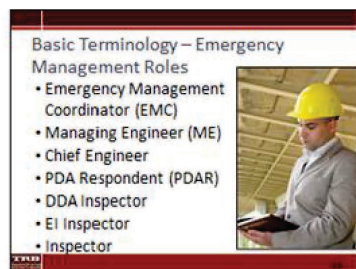 Basic Terminology – Emergency
Management Roles
• Emergency Management
Coordinator (EMC)
• Managing Engineer (ME)
• Chief Engineer
• PDA Respondent (PDAR)
• DDA Inspector
• EI Inspector
• Inspector
TRB